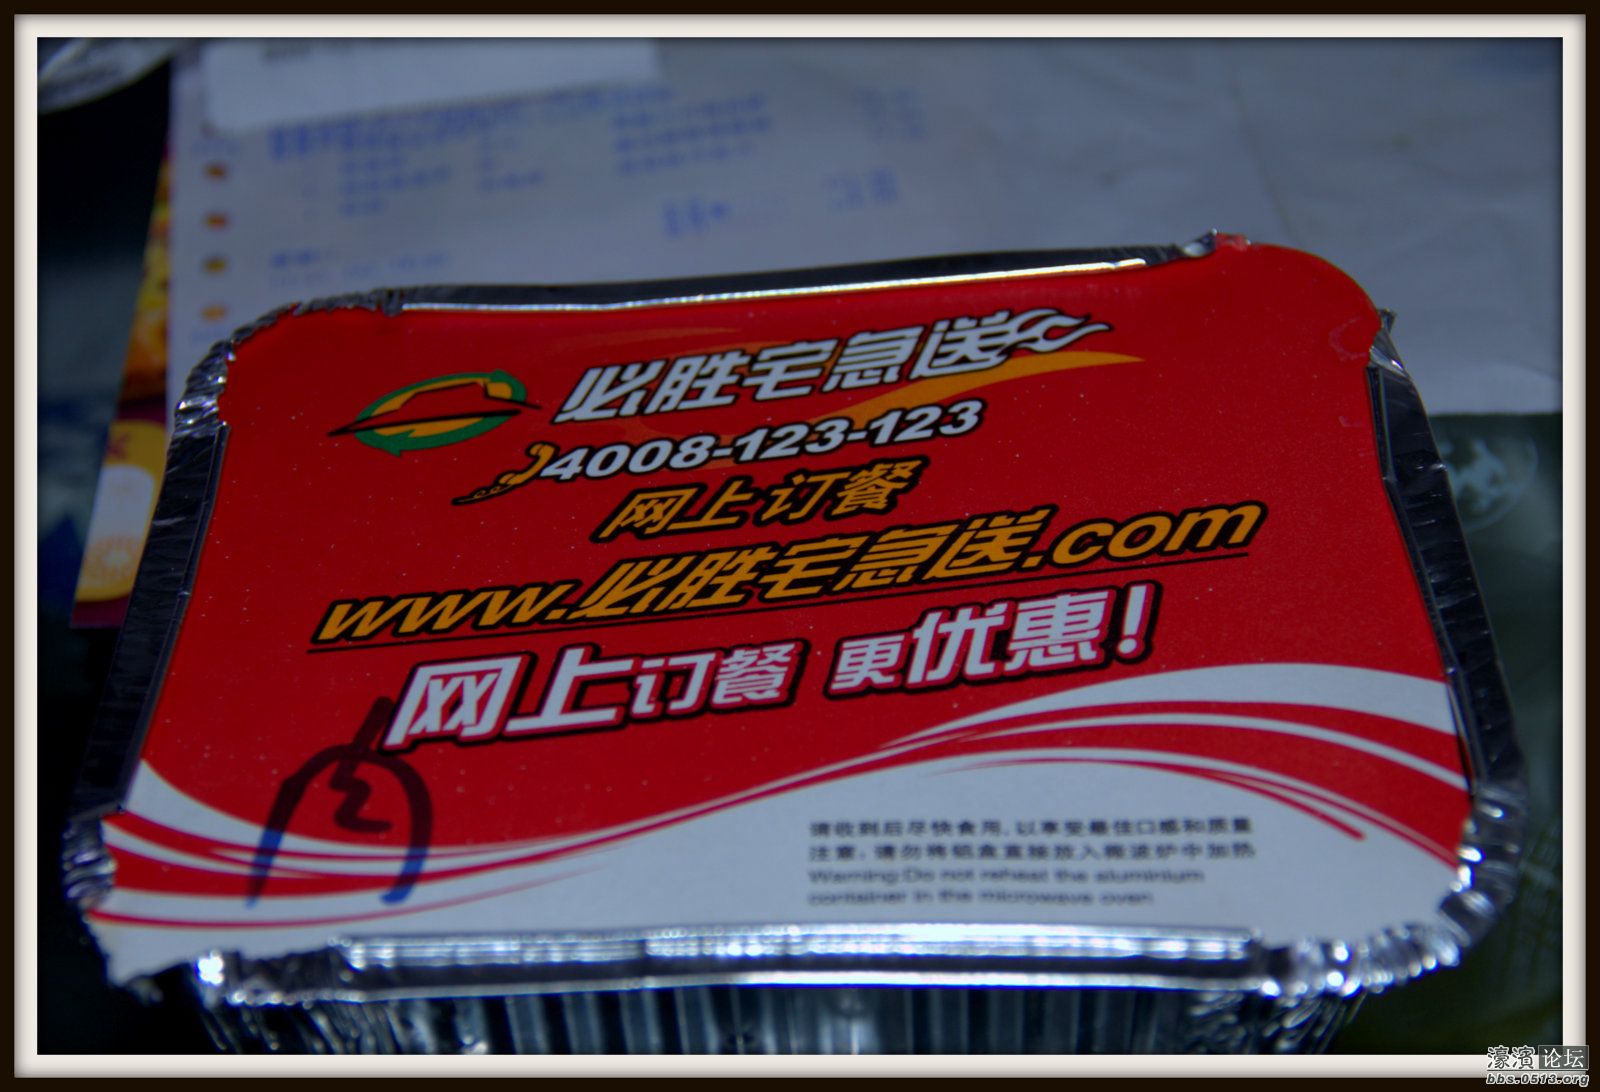 必胜宅急送
4008-123-123
网上订餐
www.必胜宅急送.com
网上订餐 更优惠!
肉
请收到后尽快食用,以享受最佳口感和质量
注意,请勿将铝盒直接放入微波炉中加热
Warning:Do not reheat the aluminium
container in the microwave oven
濠滨论坛
bbs.0513.org